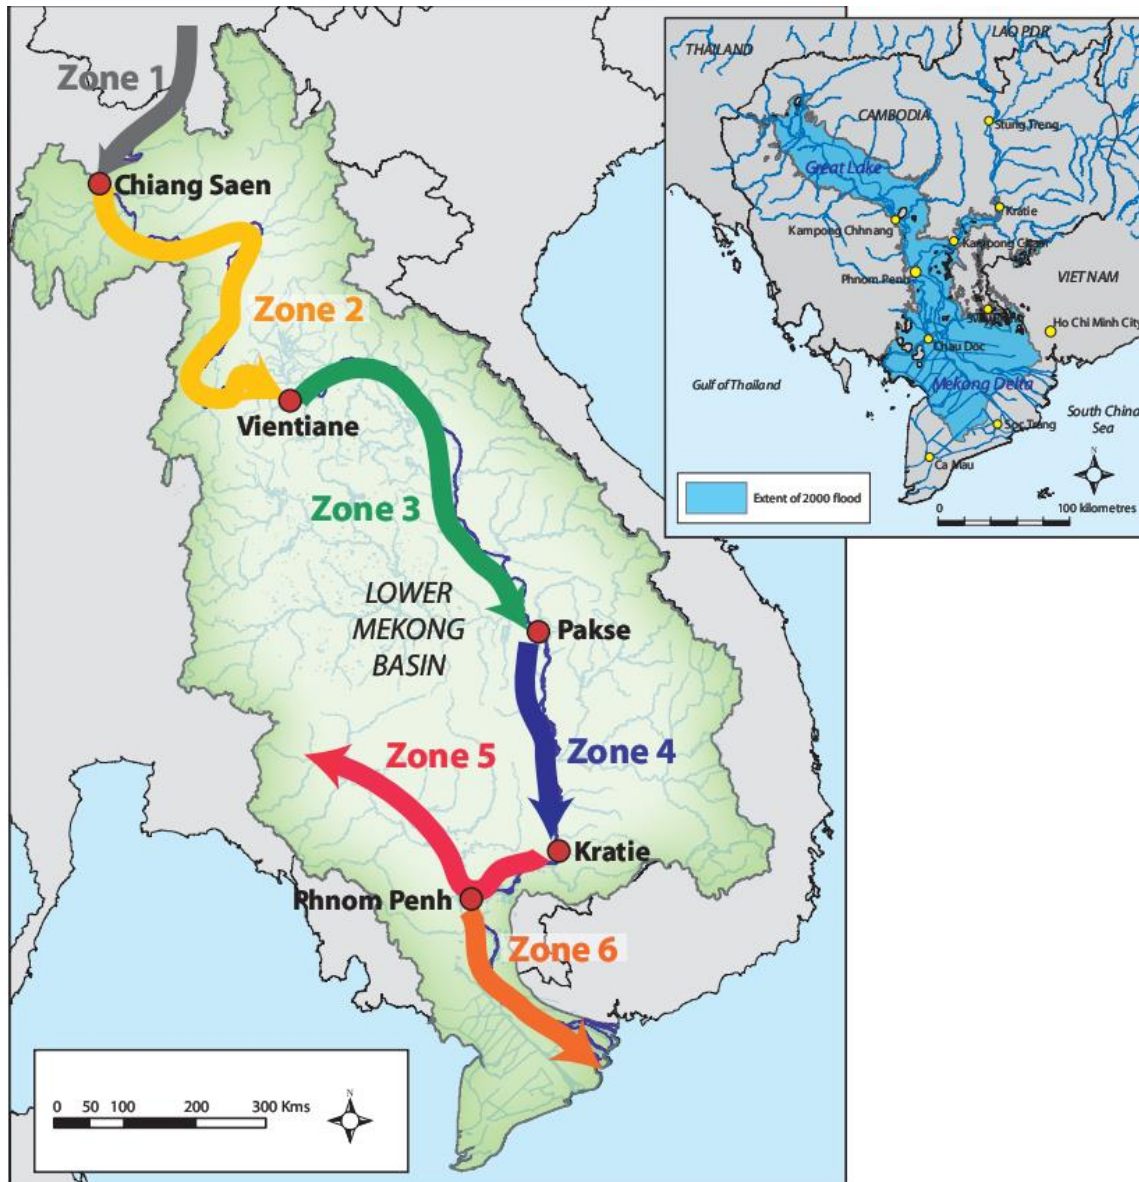 Zone 1
Chiang Saen
Zone 2
Vientiane
Zone 3
LOWER
MEKONG
BASIN
Pakse
Zone 5
Zone 4
Kratie
Phnom Penh
Zone 6
0 50 100 200 300 Kms
N
THAILAND
LAO PDR
CAMBODIA
Stung Treng
Great Lake
Kratie
Kampong Chhnang
Kampong Cham
Phnom Penh
VIET NAM
Ho Chi Minh City
Chau Doc
Gulf of Thailand
Mekong Delta
South China
Sea
Soc Trang
Ca Mau
N
Extent of 2000 flood
0 100 kilometres